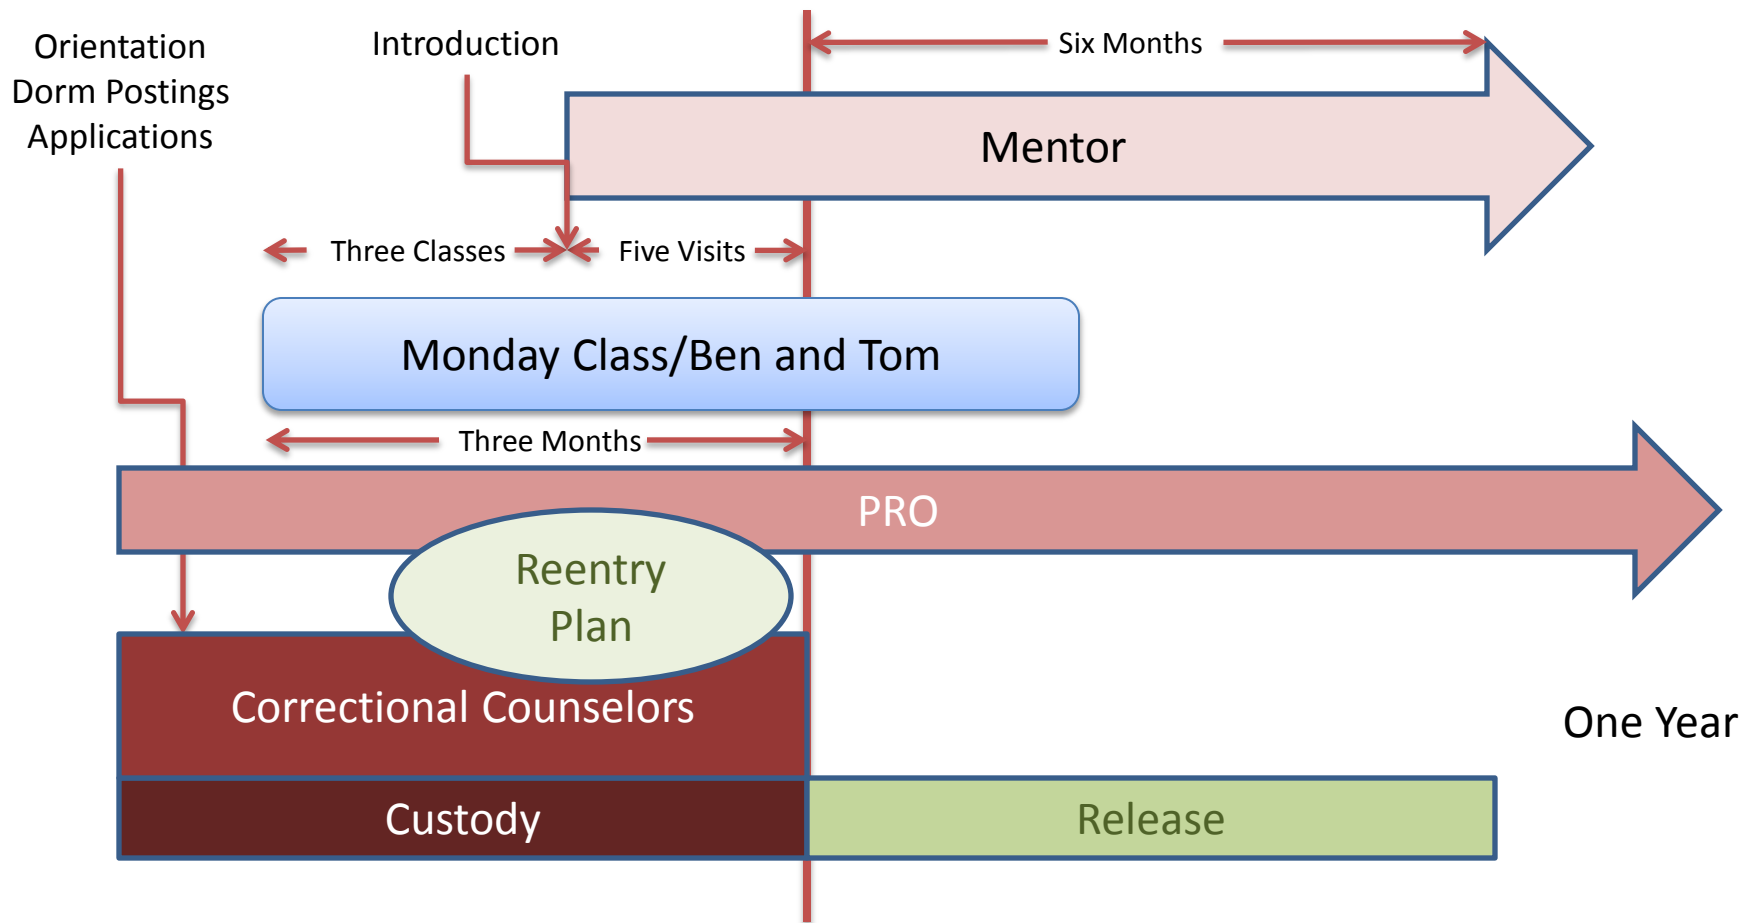 Orientation
Dorm Postings
Applications
Introduction
Six Months
Mentor
Three Classes
Five Visits
Monday Class/Ben and Tom
Three Months
PRO
Reentry
Plan
Correctional Counselors
One Year
Custody
Release